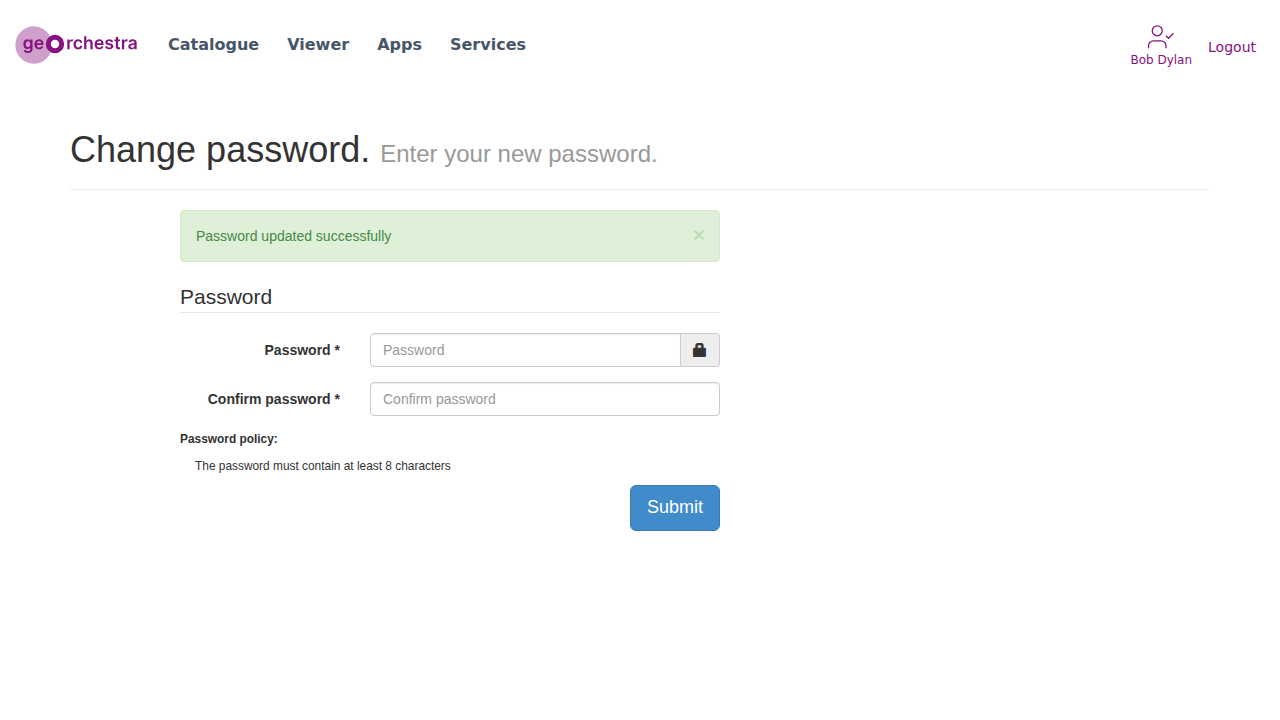 georchestra Catalogue Viewer Apps Services
Bob Dylan
Logout
Change password. Enter your new password.
Password updated successfully ×
Password
Password * Password
Confirm password * Confirm password
Password policy:
The password must contain at least 8 characters
Submit